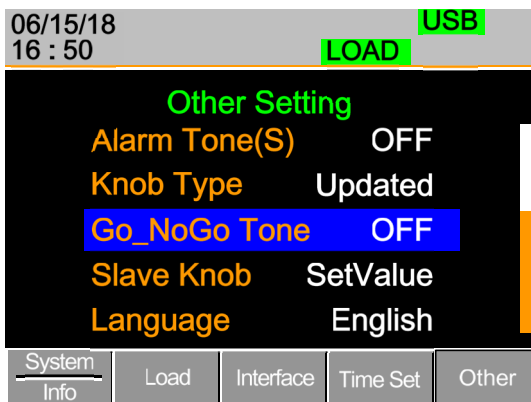 06/15/18 USB
16 : 50 LOAD
Other Setting
Alarm Tone(S) OFF
Knob Type Updated
Go_NoGo Tone OFF
Slave Knob SetValue
Language English
System
Info Load Interface Time Set Other